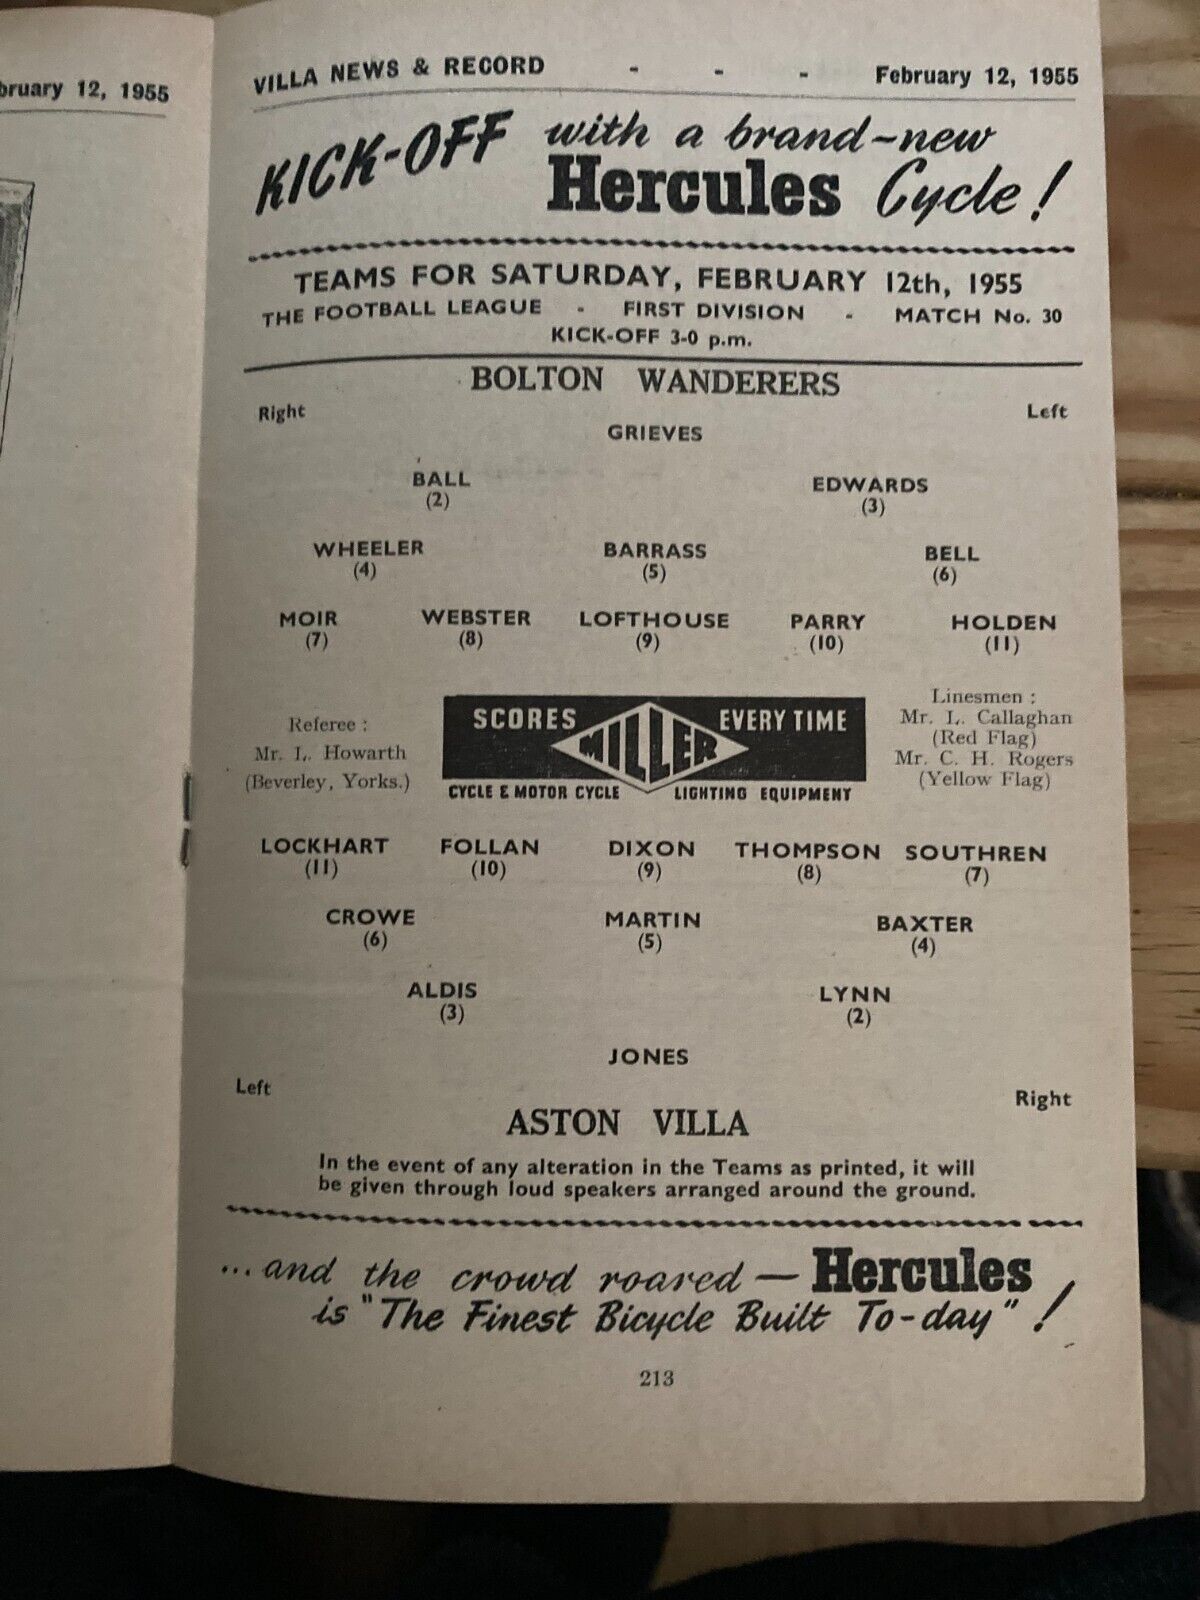 bruary 12, 1955
VILLA NEWS & RECORD - - - February 12, 1955
KICK-OFF with a brand-new
Hercules Cycle!
TEAMS FOR SATURDAY, FEBRUARY 12th, 1955
THE FOOTBALL LEAGUE - FIRST DIVISION - MATCH No. 30
KICK-OFF 3-0 p.m.
BOLTON WANDERERS
Right Left
GRIEVES
BALL EDWARDS
(2) (3)
WHEELER BARRASS BELL
(4) (5) (6)
MOIR WEBSTER LOFTHOUSE PARRY HOLDEN
(7) (8) (9) (10) (11)
Referee :
Mr. L. Howarth
(Beverley, Yorks.)
SCORES MILLER EVERY TIME
CYCLE & MOTOR CYCLE LIGHTING EQUIPMENT
Linesmen :
Mr. L. Callaghan
(Red Flag)
Mr. C. H. Rogers
(Yellow Flag)
LOCKHART FOLLAN DIXON THOMPSON SOUTHREN
(11) (10) (9) (8) (7)
CROWE MARTIN BAXTER
(6) (5) (4)
ALDIS LYNN
(3) (2)
JONES
Left Right
ASTON VILLA
In the event of any alteration in the Teams as printed, it will
be given through loud speakers arranged around the ground.
...and the crowd roared — Hercules
is "The Finest Bicycle Built To-day" !
213